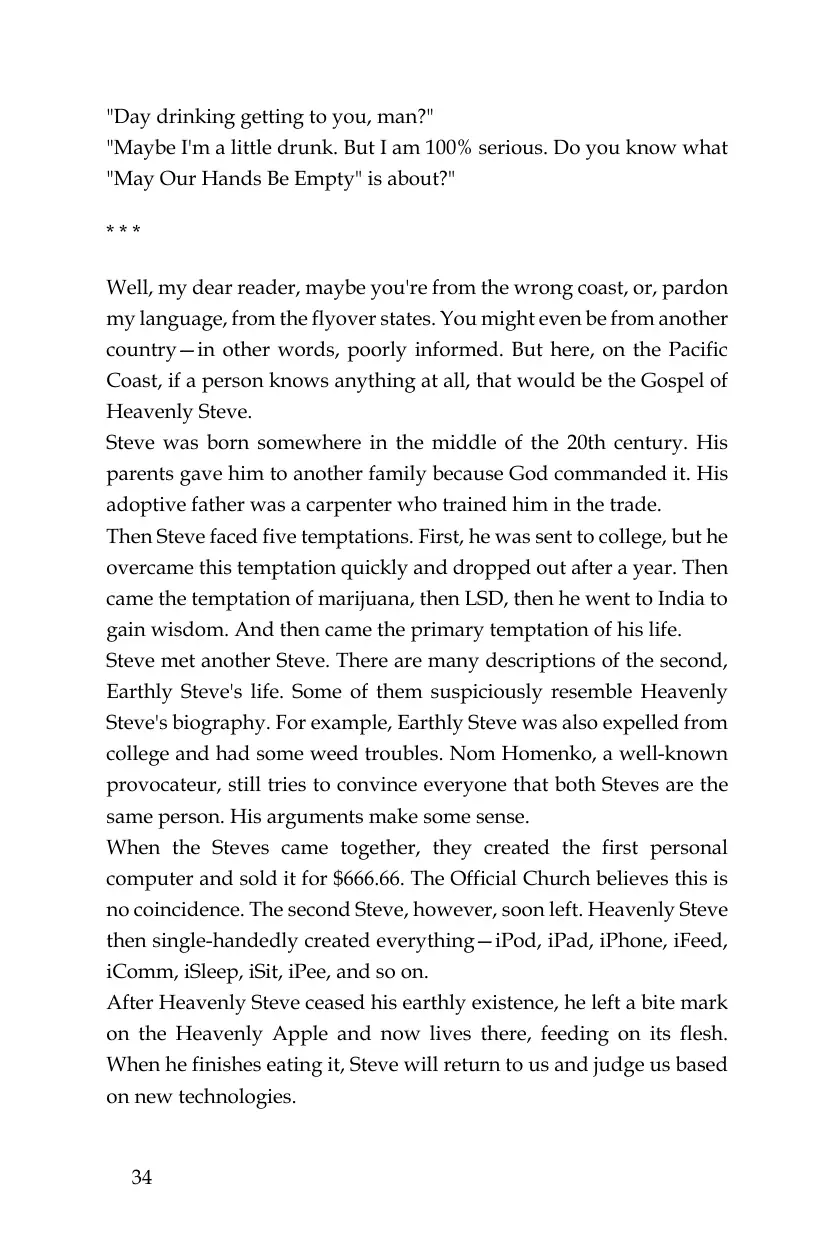 "Day drinking getting to you, man?"
"Maybe I'm a little drunk. But I am 100% serious. Do you know what
"May Our Hands Be Empty" is about?"
* * *
Well, my dear reader, maybe you're from the wrong coast, or, pardon
my language, from the flyover states. You might even be from another
country—in other words, poorly informed. But here, on the Pacific
Coast, if a person knows anything at all, that would be the Gospel of
Heavenly Steve.
Steve was born somewhere in the middle of the 20th century. His
parents gave him to another family because God commanded it. His
adoptive father was a carpenter who trained him in the trade.
Then Steve faced five temptations. First, he was sent to college, but he
overcame this temptation quickly and dropped out after a year. Then
came the temptation of marijuana, then LSD, then he went to India to
gain wisdom. And then came the primary temptation of his life.
Steve met another Steve. There are many descriptions of the second,
Earthly Steve's life. Some of them suspiciously resemble Heavenly
Steve's biography. For example, Earthly Steve was also expelled from
college and had some weed troubles. Nom Homenko, a well-known
provocateur, still tries to convince everyone that both Steves are the
same person. His arguments make some sense.
When the Steves came together, they created the first personal
computer and sold it for $666.66. The Official Church believes this is
no coincidence. The second Steve, however, soon left. Heavenly Steve
then single-handedly created everything—iPod, iPad, iPhone, iFeed,
iComm, iSleep, iSit, iPee, and so on.
After Heavenly Steve ceased his earthly existence, he left a bite mark
on the Heavenly Apple and now lives there, feeding on its flesh.
When he finishes eating it, Steve will return to us and judge us based
on new technologies.
34